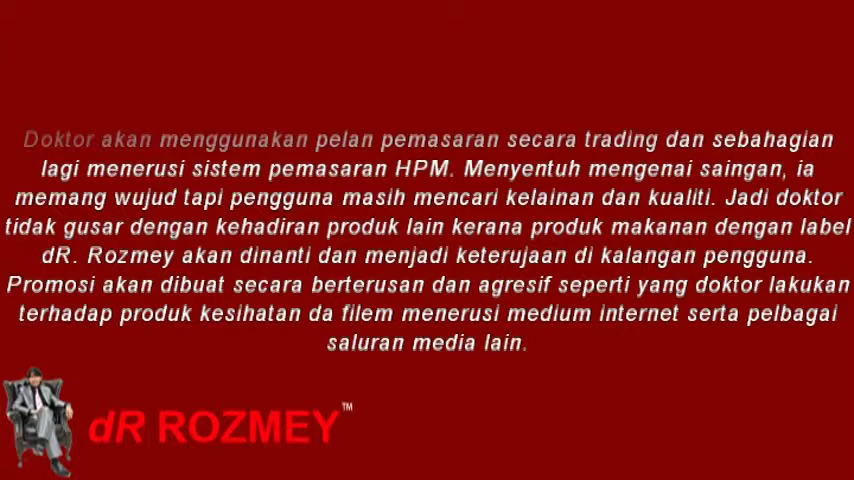 Doktor akan menggunakan pelan pemasaran secara trading dan sebahagian
lagi menerusi sistem pemasaran HPM. Menyentuh mengenai saingan, ia
memang wujud tapi pengguna masih mencari kelainan dan kualiti. Jadi doktor
tidak gusar dengan kehadiran produk lain kerana produk makanan dengan label
dR. Rozmey akan dinanti dan menjadi keterujaan di kalangan pengguna.
Promosi akan dibuat secara berterusan dan agresif seperti yang doktor lakukan
terhadap produk kesihatan da filem menerusi medium internet serta pelbagai
saluran media lain.
dR ROZMEY™